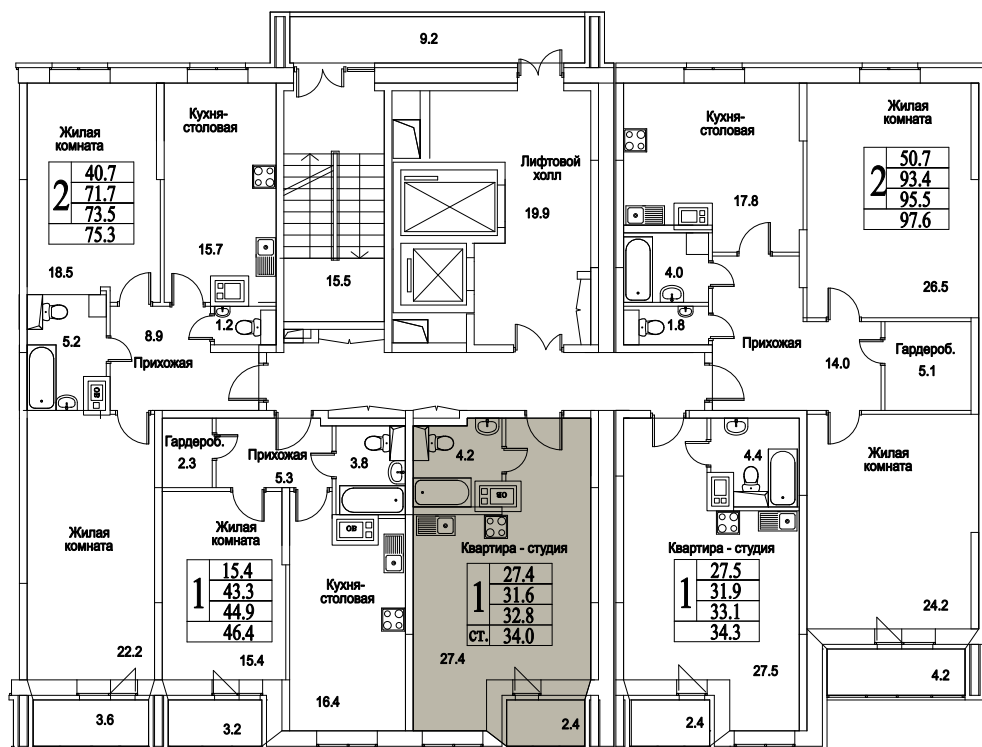 9.2
Жилая
комната
2
40.7
71.7
73.5
75.3
18.5
Кухня-
столовая
15.7
15.5
Лифтовой
холл
19.9
Кухня-
столовая
17.8
Жилая
комната
2
50.7
93.4
95.5
97.6
26.5
4.0
1.8
5.2
8.9
1.2
Прихожая
ОВ
Прихожая
14.0
Гардероб.
5.1
Гардероб.
2.3
Прихожая
5.3
3.8
4.2
ОВ
4.4
Жилая
комната
24.2
Жилая
комната
22.2
Жилая
комната
1
15.4
43.3
44.9
46.4
15.4
ОВ
Кухня-
столовая
16.4
Квартира - студия
1
ст.
27.4
31.6
32.8
34.0
27.4
Квартира - студия
1
27.5
31.9
33.1
34.3
27.5
3.6
3.2
2.4
2.4
4.2